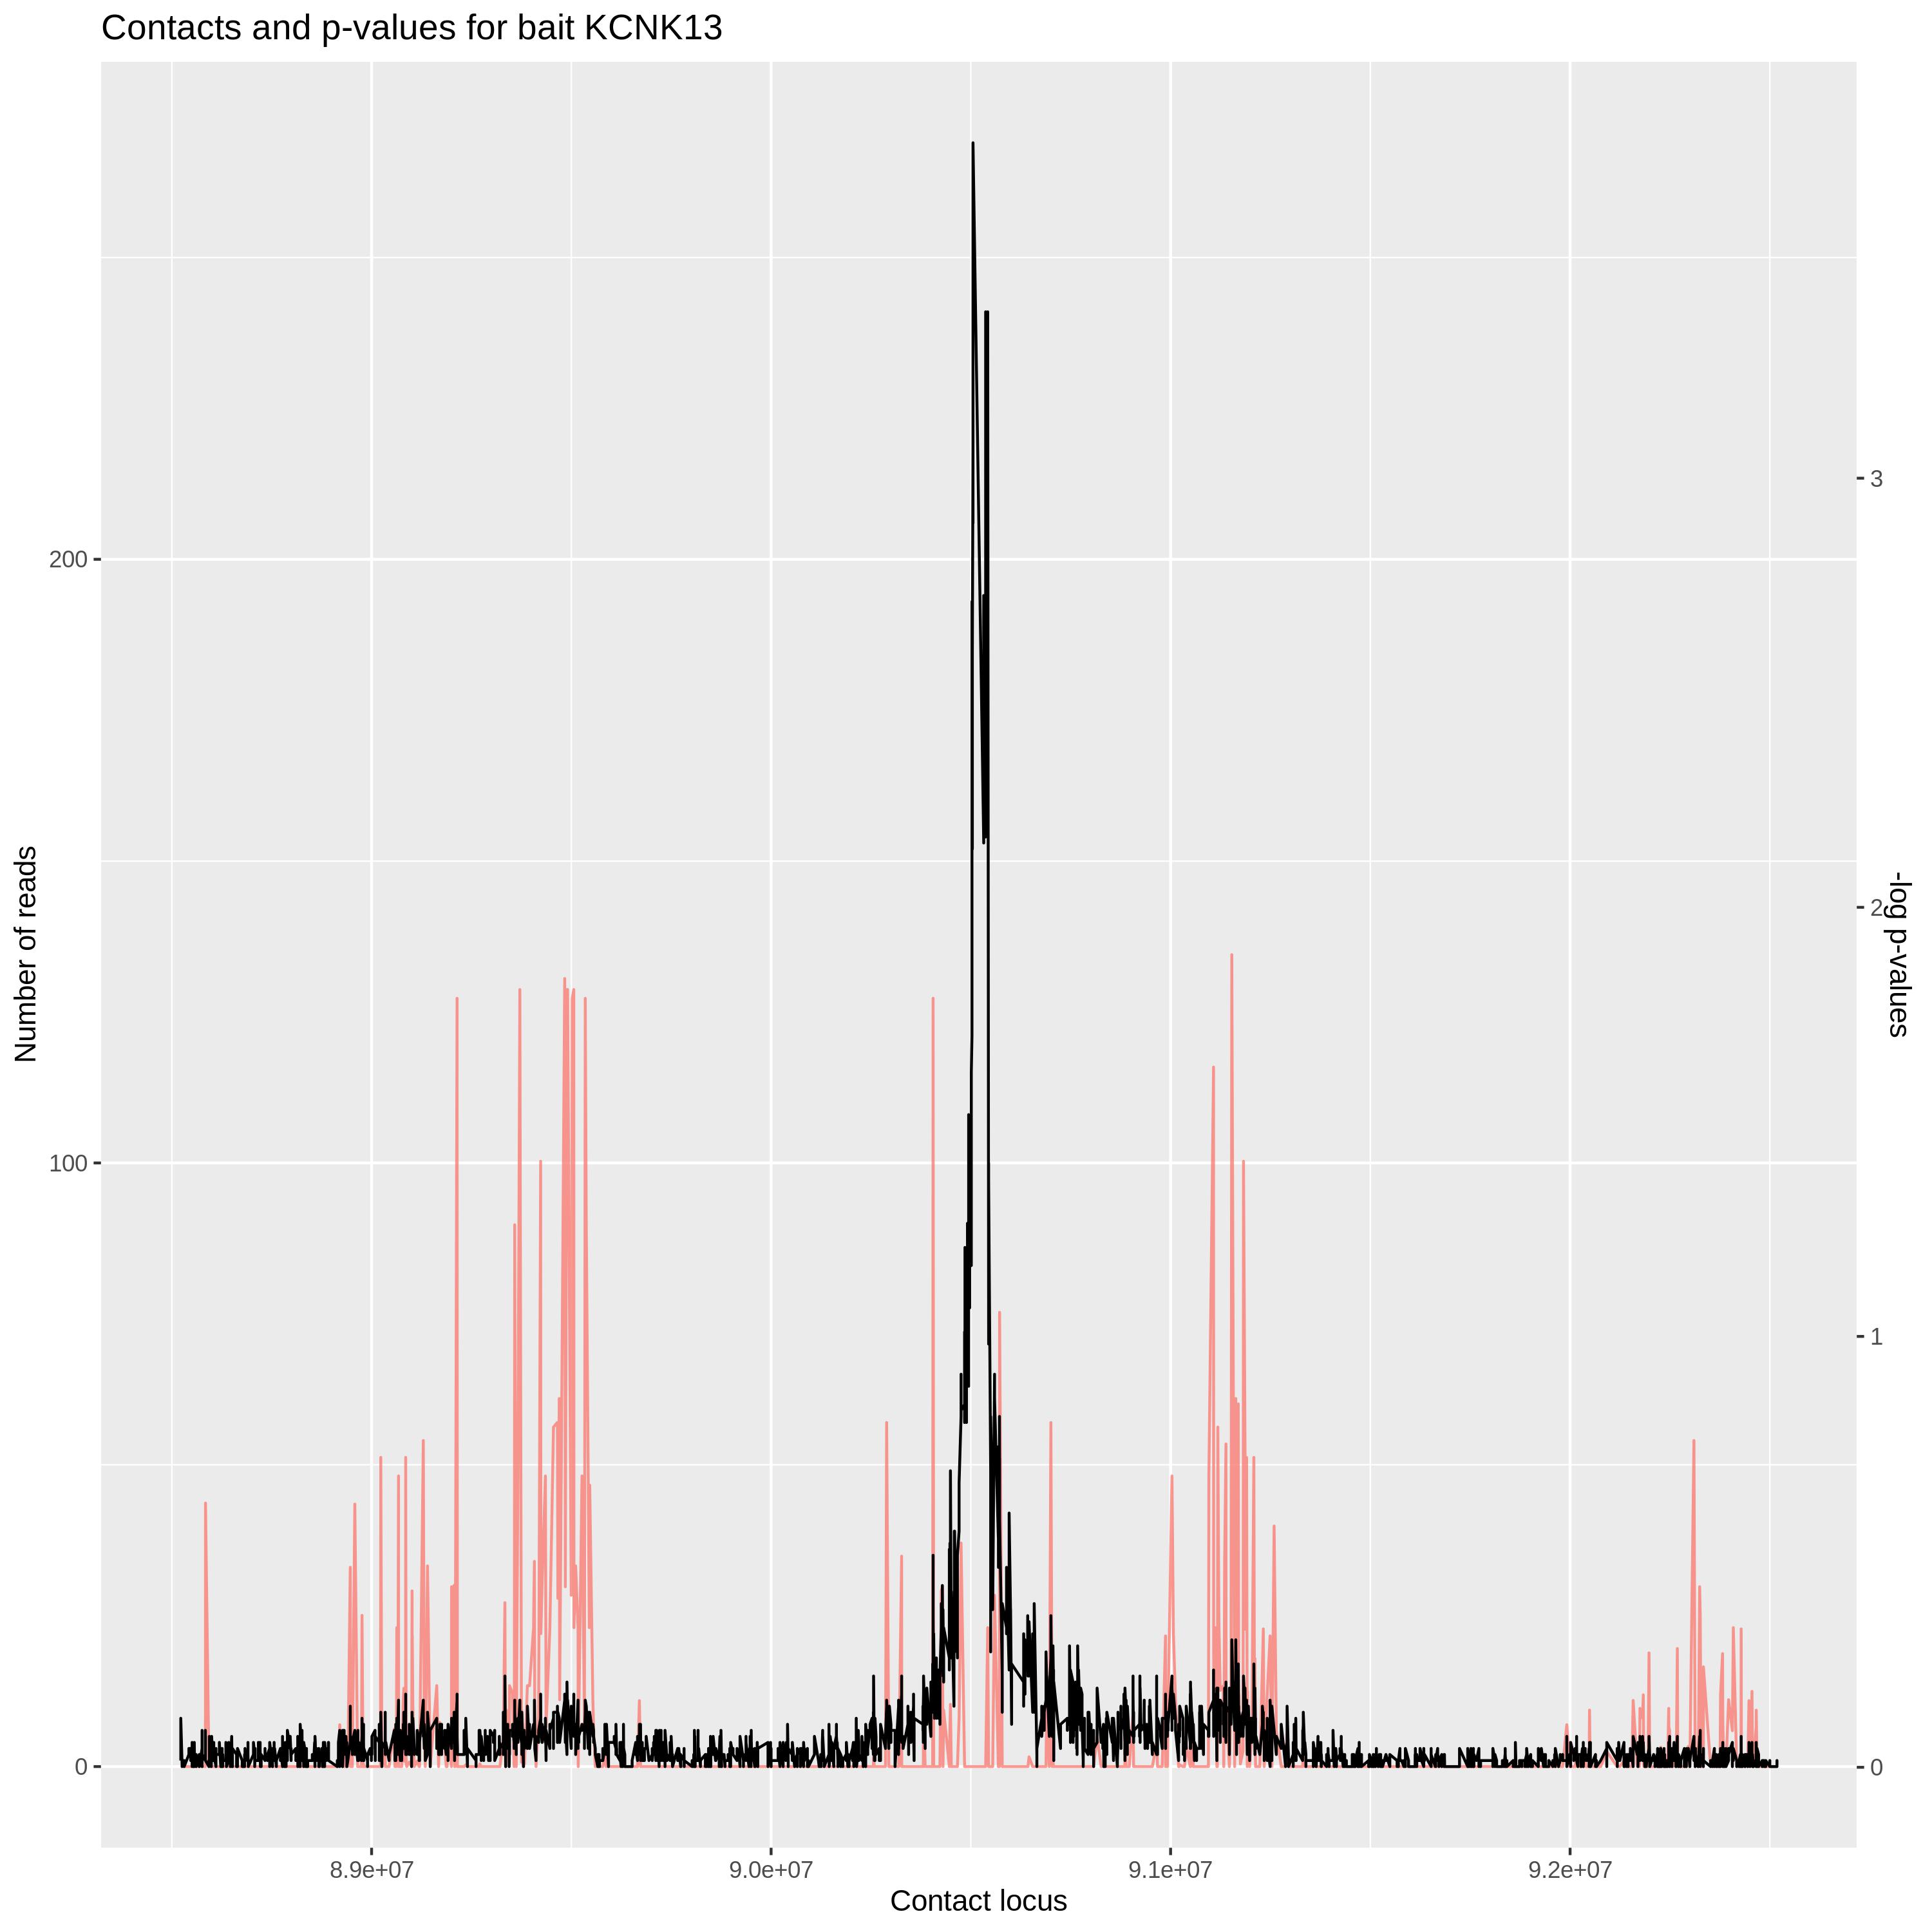 Contacts and p-values for bait KCNK13
Number of reads
200
100
0
3
2
1
0
-log p-values
8.9e+07
9.0e+07
9.1e+07
9.2e+07
Contact locus